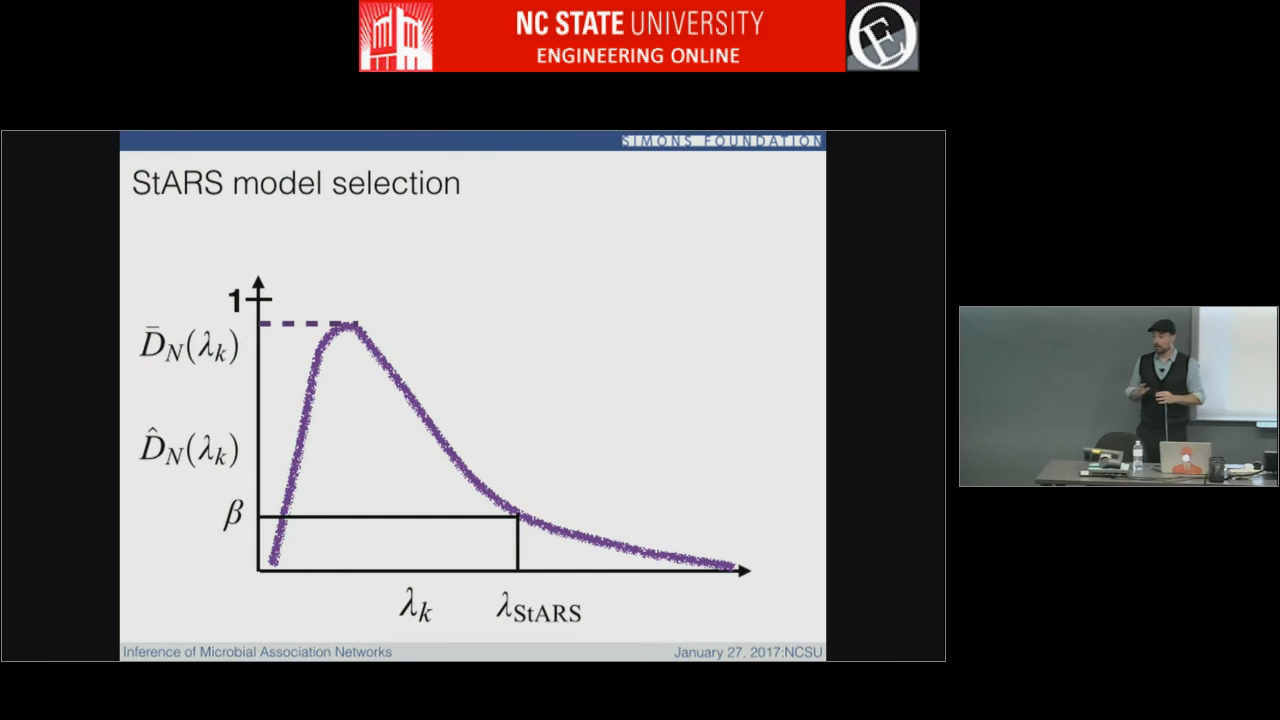 NC STATE UNIVERSITY
ENGINEERING ONLINE
SIMONS FOUNDATION
StARS model selection
1
D̄_N(λ_k)
D̂_N(λ_k)
β
λ_k λ_StARS
Inference of Microbial Association Networks January 27, 2017:NCSU